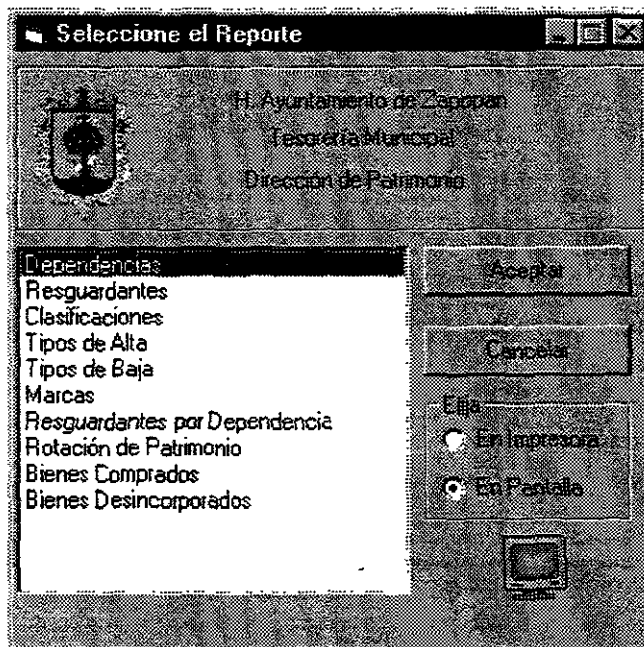 Seleccione el Reporte
H. Ayuntamiento de Zapopan
Tesorería Municipal
Dirección de Patrimonio
Dependencias
Resguardantes
Clasificaciones
Tipos de Alta
Tipos de Baja
Marcas
Resguardantes por Dependencia
Rotación de Patrimonio
Bienes Comprados
Bienes Desincorporados
Aceptar
Cancelar
Elija
En Impresora
En Pantalla